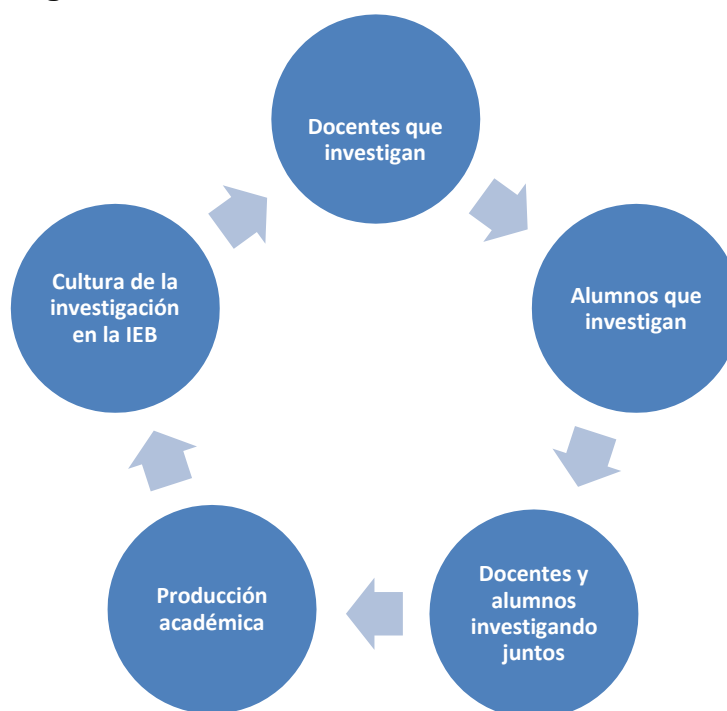 Docentes que
investigan
Alumnos que
investigan
Docentes y
alumnos
investigando
juntos
Producción
académica
Cultura de la
investigación
en la IEB